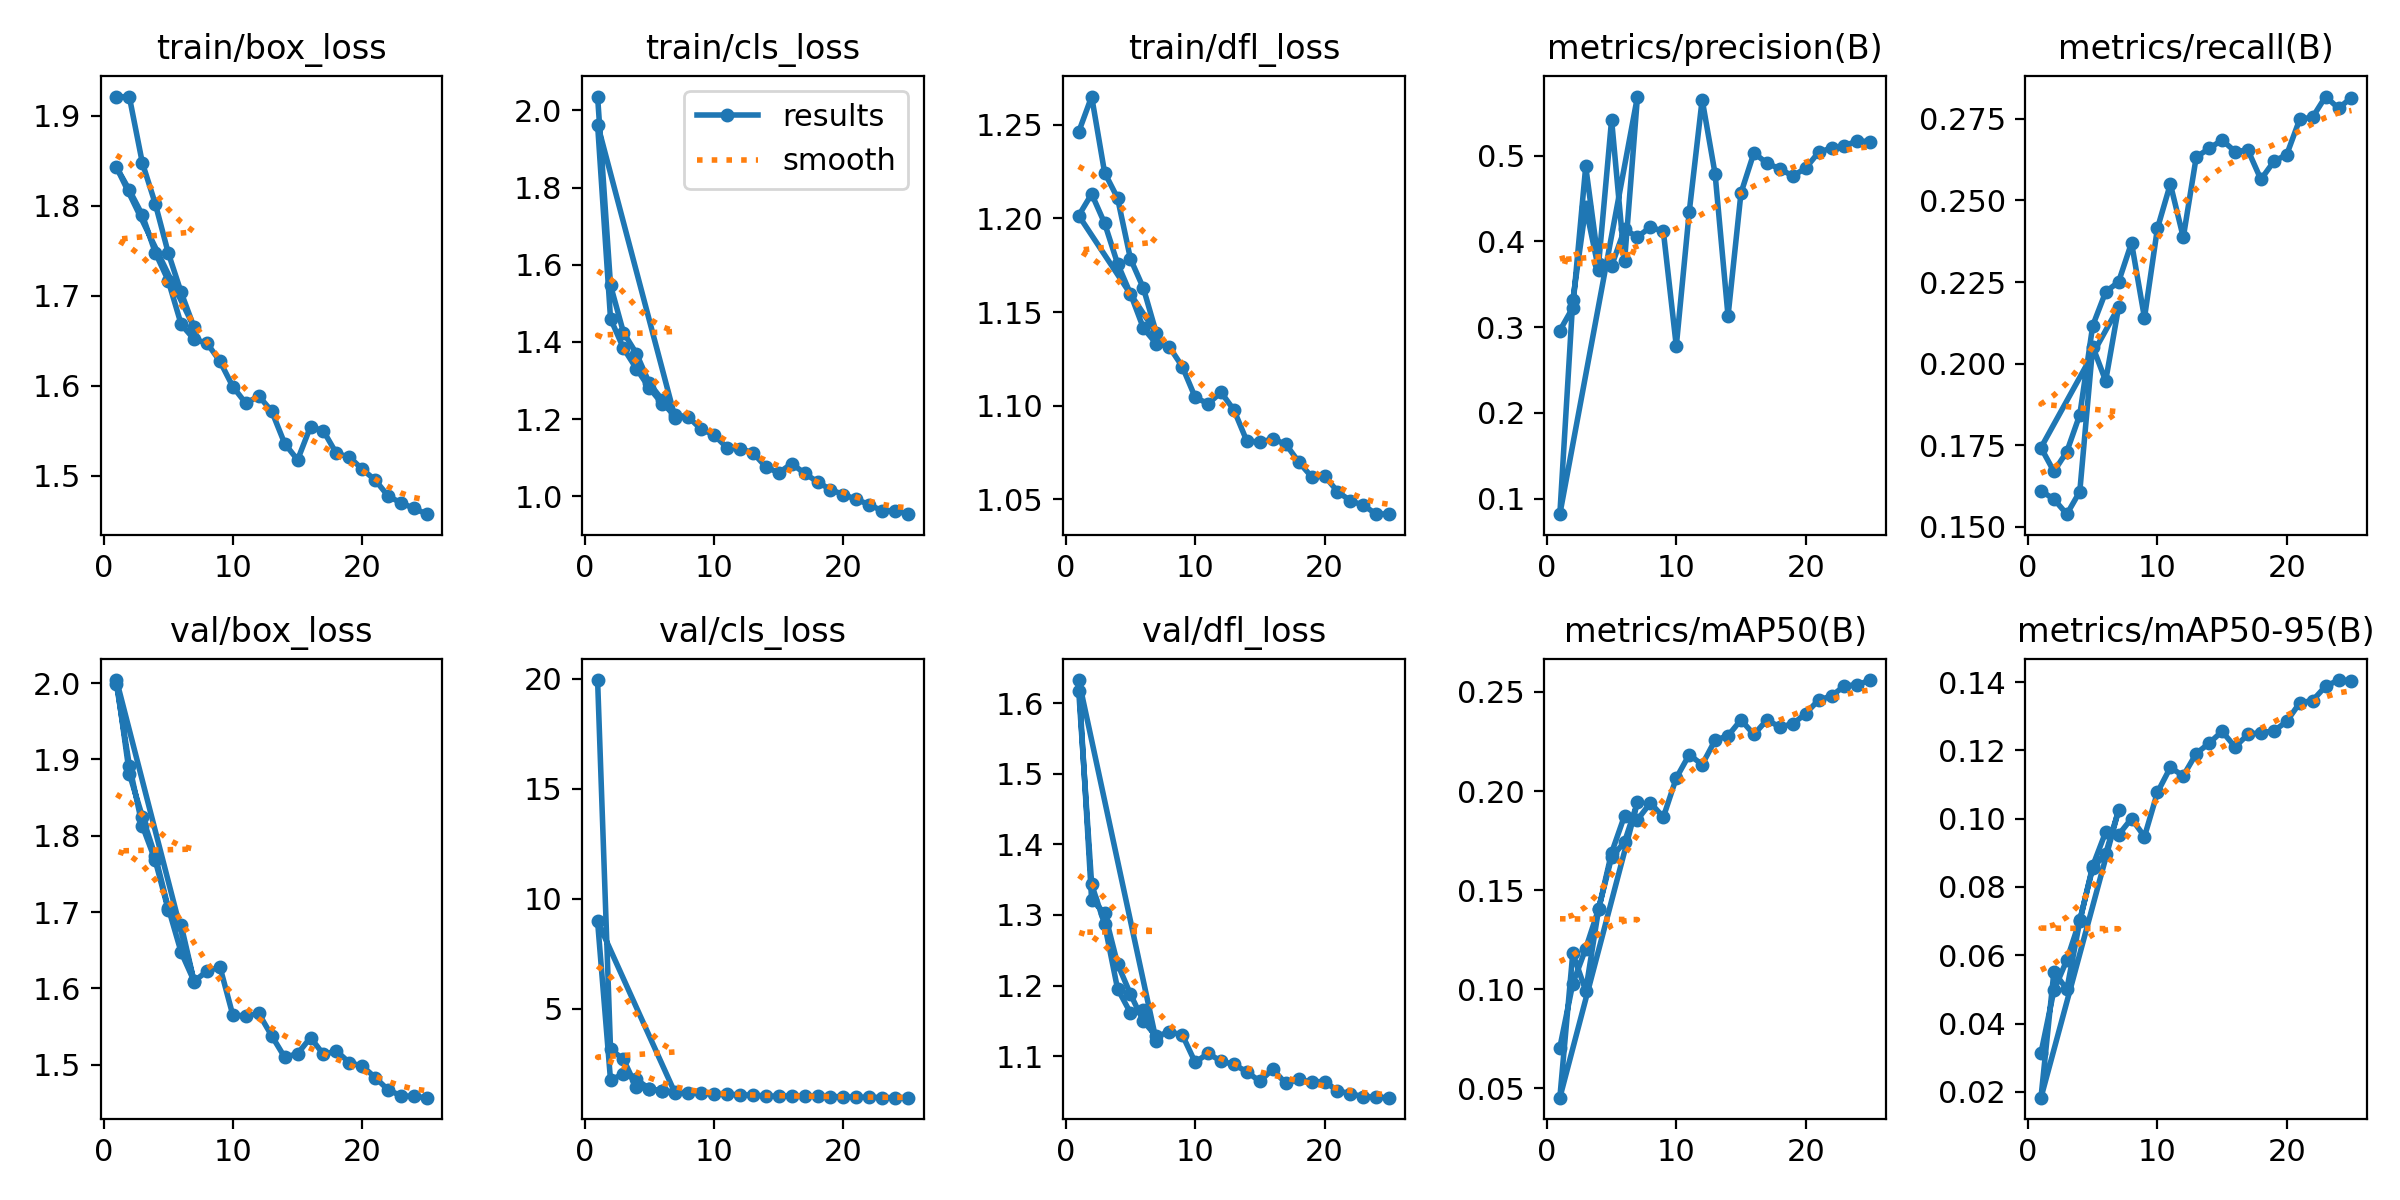 train/box_loss
1.9
1.8
1.7
1.6
1.5
0 10 20
train/cls_loss
results
smooth
2.0
1.8
1.6
1.4
1.2
1.0
0 10 20
train/dfl_loss
1.25
1.20
1.15
1.10
1.05
0 10 20
metrics/precision(B)
0.5
0.4
0.3
0.2
0.1
0 10 20
metrics/recall(B)
0.275
0.250
0.225
0.200
0.175
0.150
0 10 20
val/box_loss
2.0
1.9
1.8
1.7
1.6
1.5
0 10 20
val/cls_loss
20
15
10
5
0 10 20
val/dfl_loss
1.6
1.5
1.4
1.3
1.2
1.1
0 10 20
metrics/mAP50(B)
0.25
0.20
0.15
0.10
0.05
0 10 20
metrics/mAP50-95(B)
0.14
0.12
0.10
0.08
0.06
0.04
0.02
0 10 20